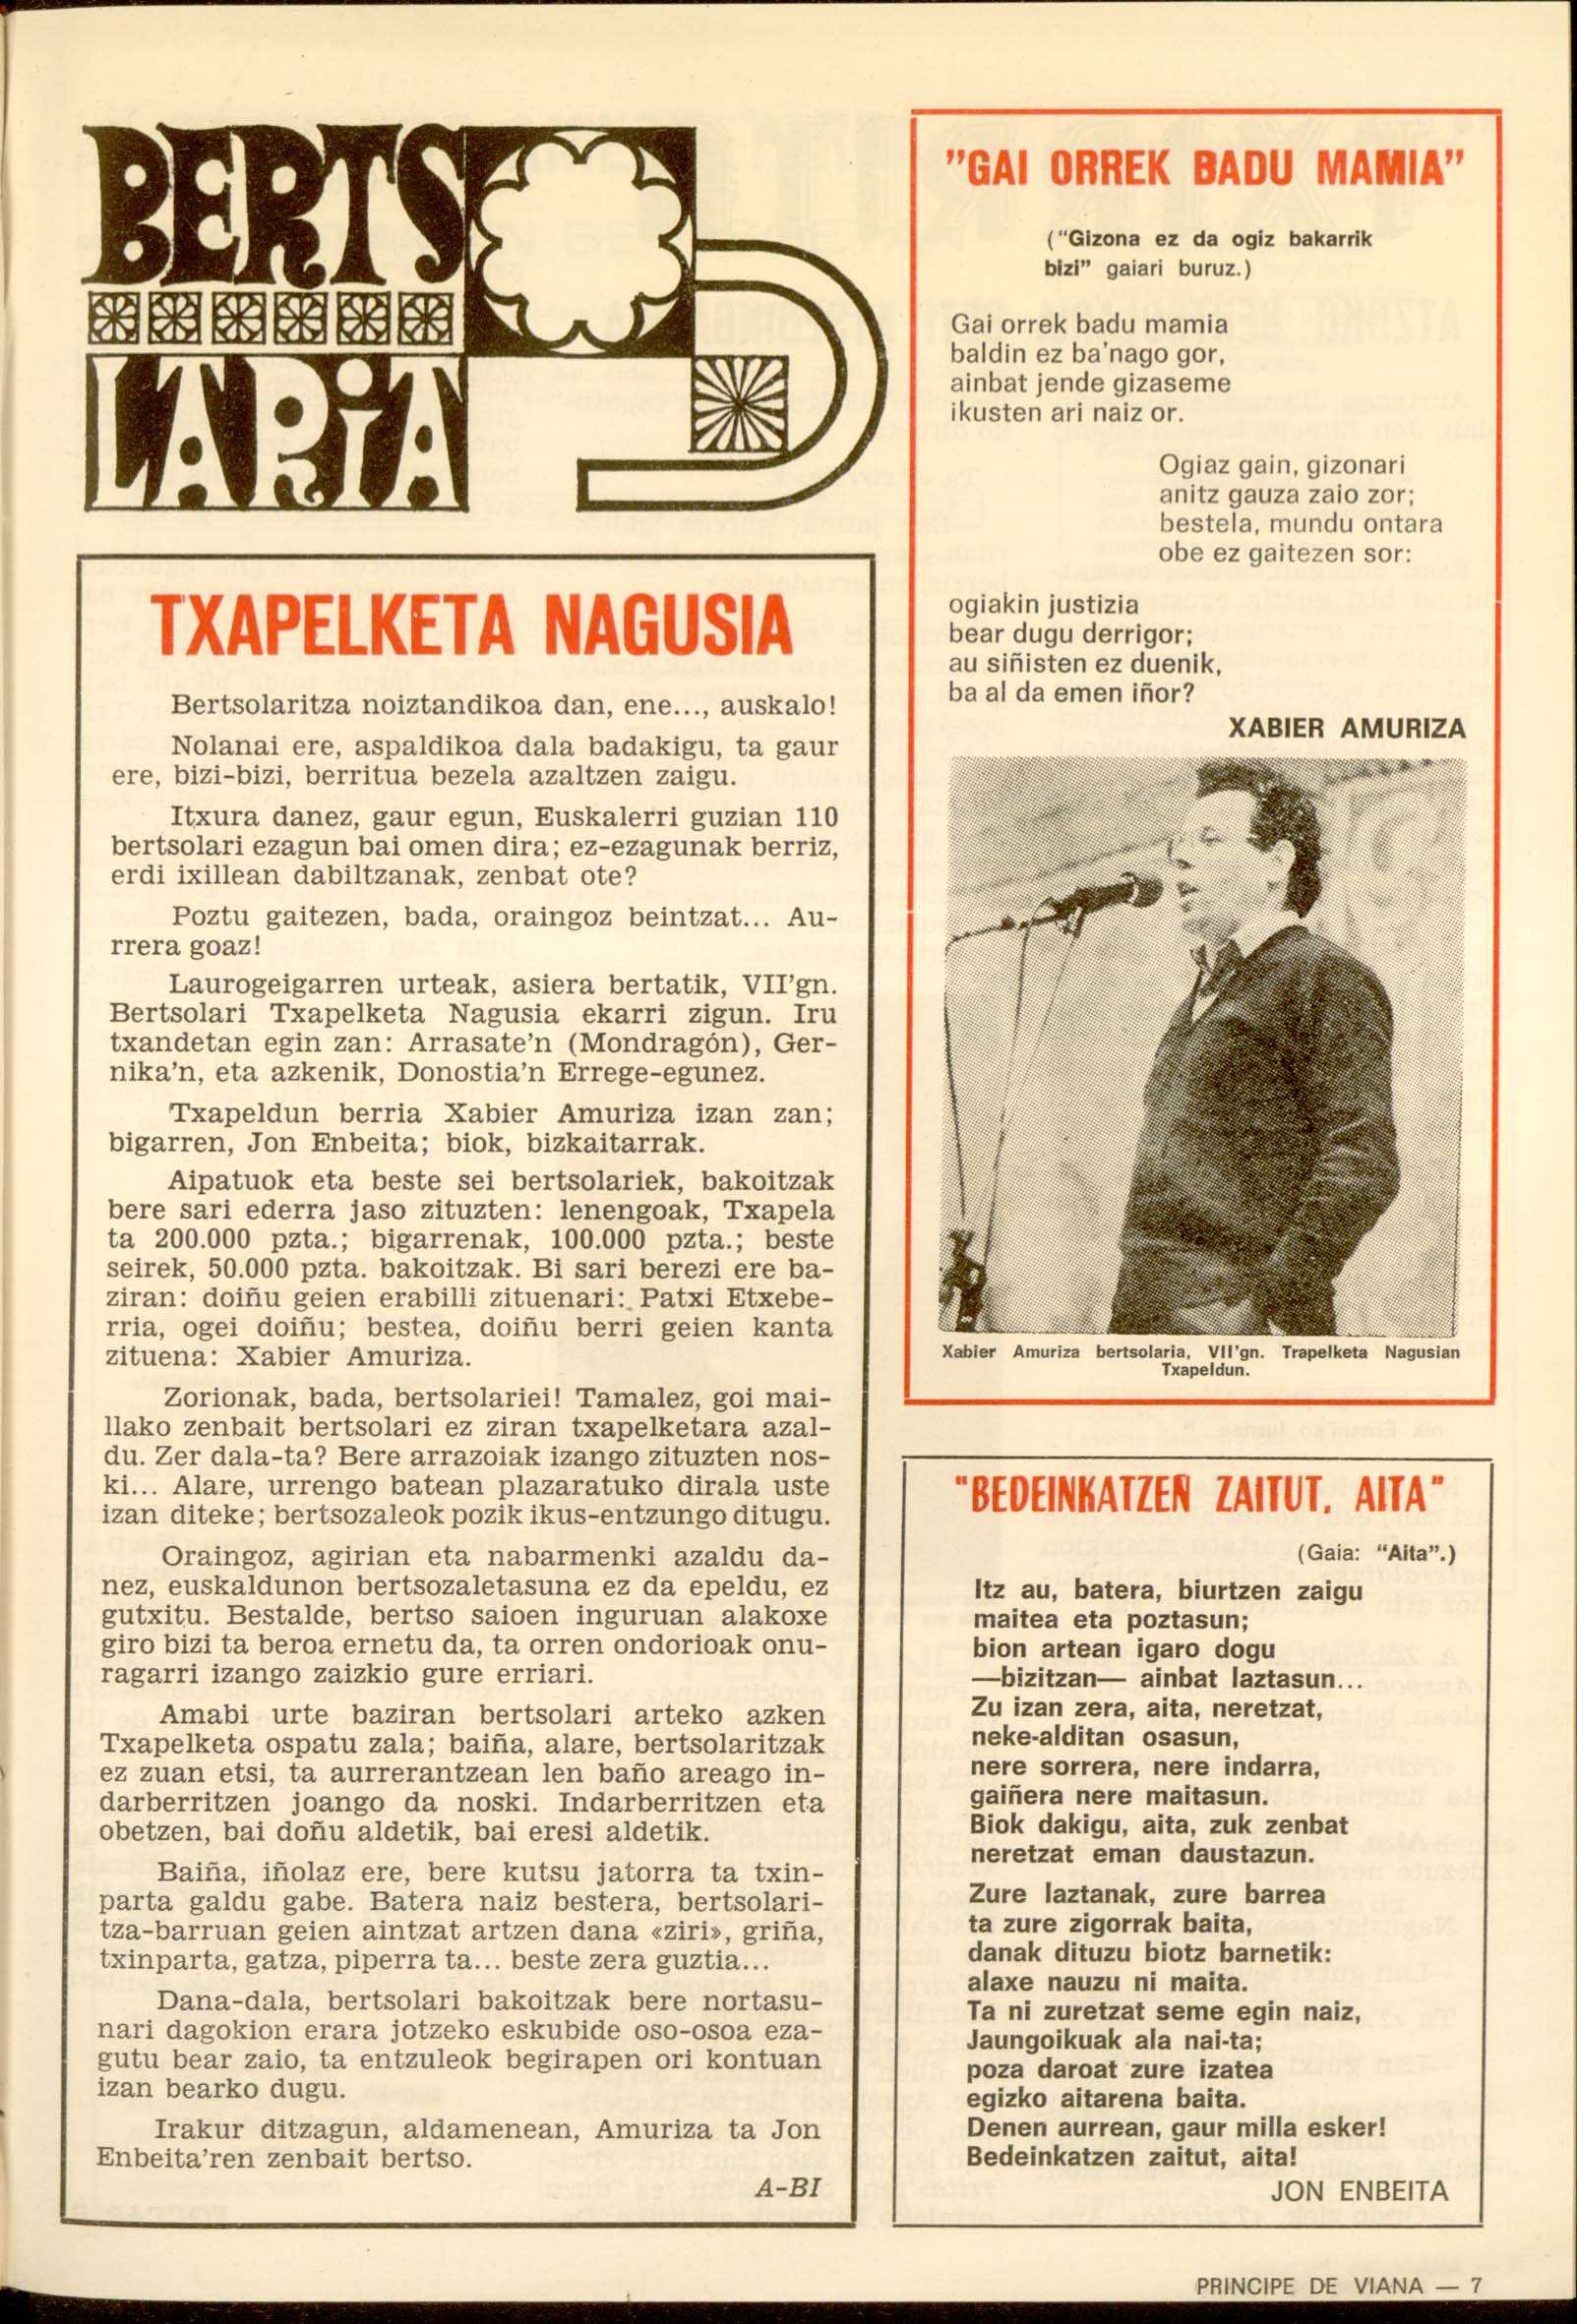 BERTSO
LARIA
TXAPELKETA NAGUSIA
Bertsolaritza noiztandikoa dan, ene..., auskalo!
Nolanai ere, aspaldikoa dala badakigu, ta gaur
ere, bizi-bizi, berritua bezela azaltzen zaigu.
Itxura danez, gaur egun, Euskalerri guzian 110
bertsolari ezagun bai omen dira; ez-ezagunak berriz,
erdi ixillean dabiltzanak, zenbat ote?
Poztu gaitezen, bada, oraingoz beintzat... Au-
rrera goaz!
Laurogeigarren urteak, asiera bertatik, VII'gn.
Bertsolari Txapelketa Nagusia ekarri zigun. Iru
txandetan egin zan: Arrasate'n (Mondragón), Ger-
nika'n, eta azkenik, Donostia'n Errege-egunez.
Txapeldun berria Xabier Amuriza izan zan;
bigarren, Jon Enbeita; biok, bizkaitarrak.
Aipatuok eta beste sei bertsolariek, bakoitzak
bere sari ederra jaso zituzten: lenengoak, Txapela
ta 200.000 pzta.; bigarrenak, 100.000 pzta.; beste
seirek, 50.000 pzta. bakoitzak. Bi sari berezi ere ba-
ziran: doiñu geien erabilli zituenari: Patxi Etxebe-
rria, ogei doiñu; bestea, doiñu berri geien kanta
zituena: Xabier Amuriza.
Zorionak, bada, bertsolariei! Tamalez, goi mai-
llako zenbait bertsolari ez ziran txapelketara azal-
du. Zer dala-ta? Bere arrazoiak izango zituzten nos-
ki... Alare, urrengo batean plazaratuko dirala uste
izan diteke; bertsozaleok pozik ikus-entzungo ditugu.
Oraingoz, agirian eta nabarmenki azaldu da-
nez, euskaldunon bertsozaletasuna ez da epeldu, ez
gutxitu. Bestalde, bertso saioen inguruan alakoxe
giro bizi ta beroa ernetu da, ta orren ondorioak onu-
ragarri izango zaizkio gure erriari.
Amabi urte baziran bertsolari arteko azken
Txapelketa ospatu zala; baiña, alare, bertsolaritzak
ez zuan etsi, ta aurrerantzean len baño areago in-
darberritzen joango da noski. Indarberritzen eta
obetzen, bai doñu aldetik, bai eresi aldetik.
Baiña, iñolaz ere, bere kutsu jatorra ta txin-
parta galdu gabe. Batera naiz bestera, bertsolari-
tza-barruan geien aintzat artzen dana «ziri», griña,
txinparta, gatza, piperra ta... beste zera guztia...
Dana-dala, bertsolari bakoitzak bere nortasu-
nari dagokion erara jotzeko eskubide oso-osoa eza-
gutu bear zaio, ta entzuleok begirapen ori kontuan
izan bearko dugu.
Irakur ditzagun, aldamenean, Amuriza ta Jon
Enbeita'ren zenbait bertso.
A-BI
"GAI ORREK BADU MAMIA"
("Gizona ez da ogiz bakarrik
bizi" gaiari buruz.)
Gai orrek badu mamia
baldin ez ba'nago gor,
ainbat jende gizaseme
ikusten ari naiz or.
Ogiaz gain, gizonari
anitz gauza zaio zor;
bestela, mundu ontara
obe ez gaitezen sor:
ogiakin justizia
bear dugu derrigor;
au siñisten ez duenik,
ba al da emen iñor?
XABIER AMURIZA
Xabier Amuriza bertsolaria, VII'gn. Trapelketa Nagusian
Txapeldun.
"BEDEINKATZEN ZAITUT, AITA"
(Gaia: "Aita".)
Itz au, batera, biurtzen zaigu
maitea eta poztasun;
bion artean igaro dogu
—bizitzan— ainbat laztasun...
Zu izan zera, aita, neretzat,
neke-alditan osasun,
nere sorrera, nere indarra,
gaiñera nere maitasun.
Biok dakigu, aita, zuk zenbat
neretzat eman daustazun.
Zure laztanak, zure barrea
ta zure zigorrak baita,
danak dituzu biotz barnetik:
alaxe nauzu ni maita.
Ta ni zuretzat seme egin naiz,
Jaungoikuak ala nai-ta;
poza daroat zure izatea
egizko aitarena baita.
Denen aurrean, gaur milla esker!
Bedeinkatzen zaitut, aita!
JON ENBEITA
PRINCIPE DE VIANA — 7